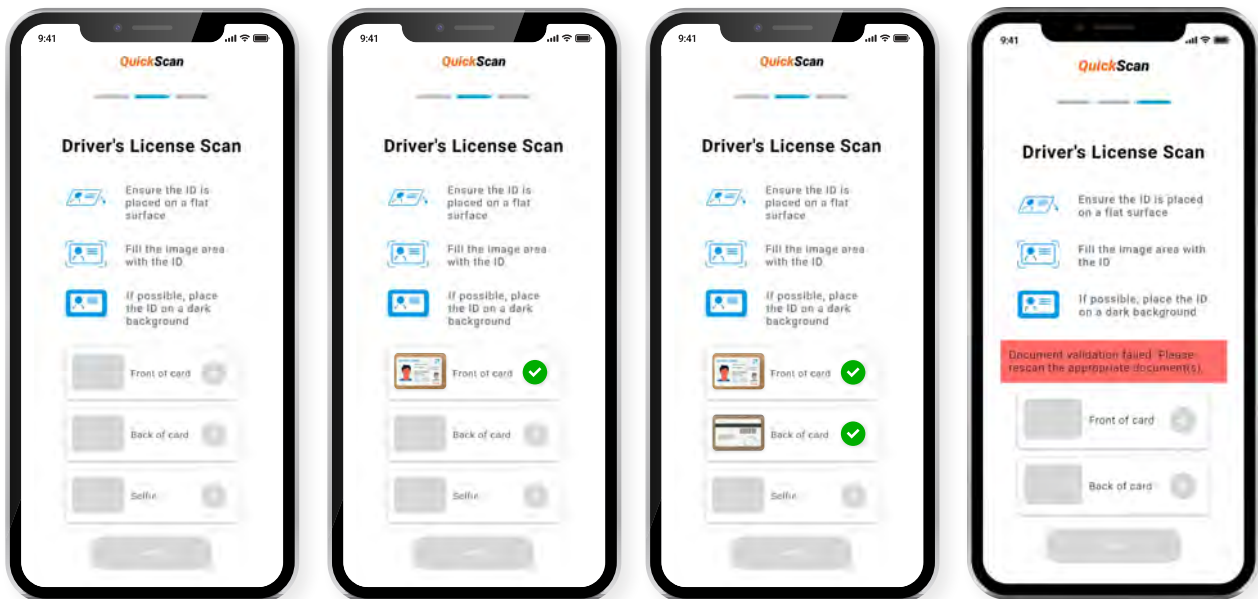 9:41
QuickScan
Driver's License Scan
Ensure the ID is
placed on a flat
surface
Fill the image area
with the ID
If possible, place
the ID on a dark
background
Front of card
Back of card
Selfie
9:41
QuickScan
Driver's License Scan
Ensure the ID is
placed on a flat
surface
Fill the image area
with the ID
If possible, place
the ID on a dark
background
Front of card
Back of card
Selfie
9:41
QuickScan
Driver's License Scan
Ensure the ID is
placed on a flat
surface
Fill the image area
with the ID
If possible, place
the ID on a dark
background
Front of card
Back of card
Selfie
9:41
QuickScan
Driver's License Scan
Ensure the ID is placed
on a flat surface
Fill the image area with
the ID
If possible, place the ID
on a dark background
Document validation failed. Please
rescan the appropriate document(s).
Front of card
Back of card